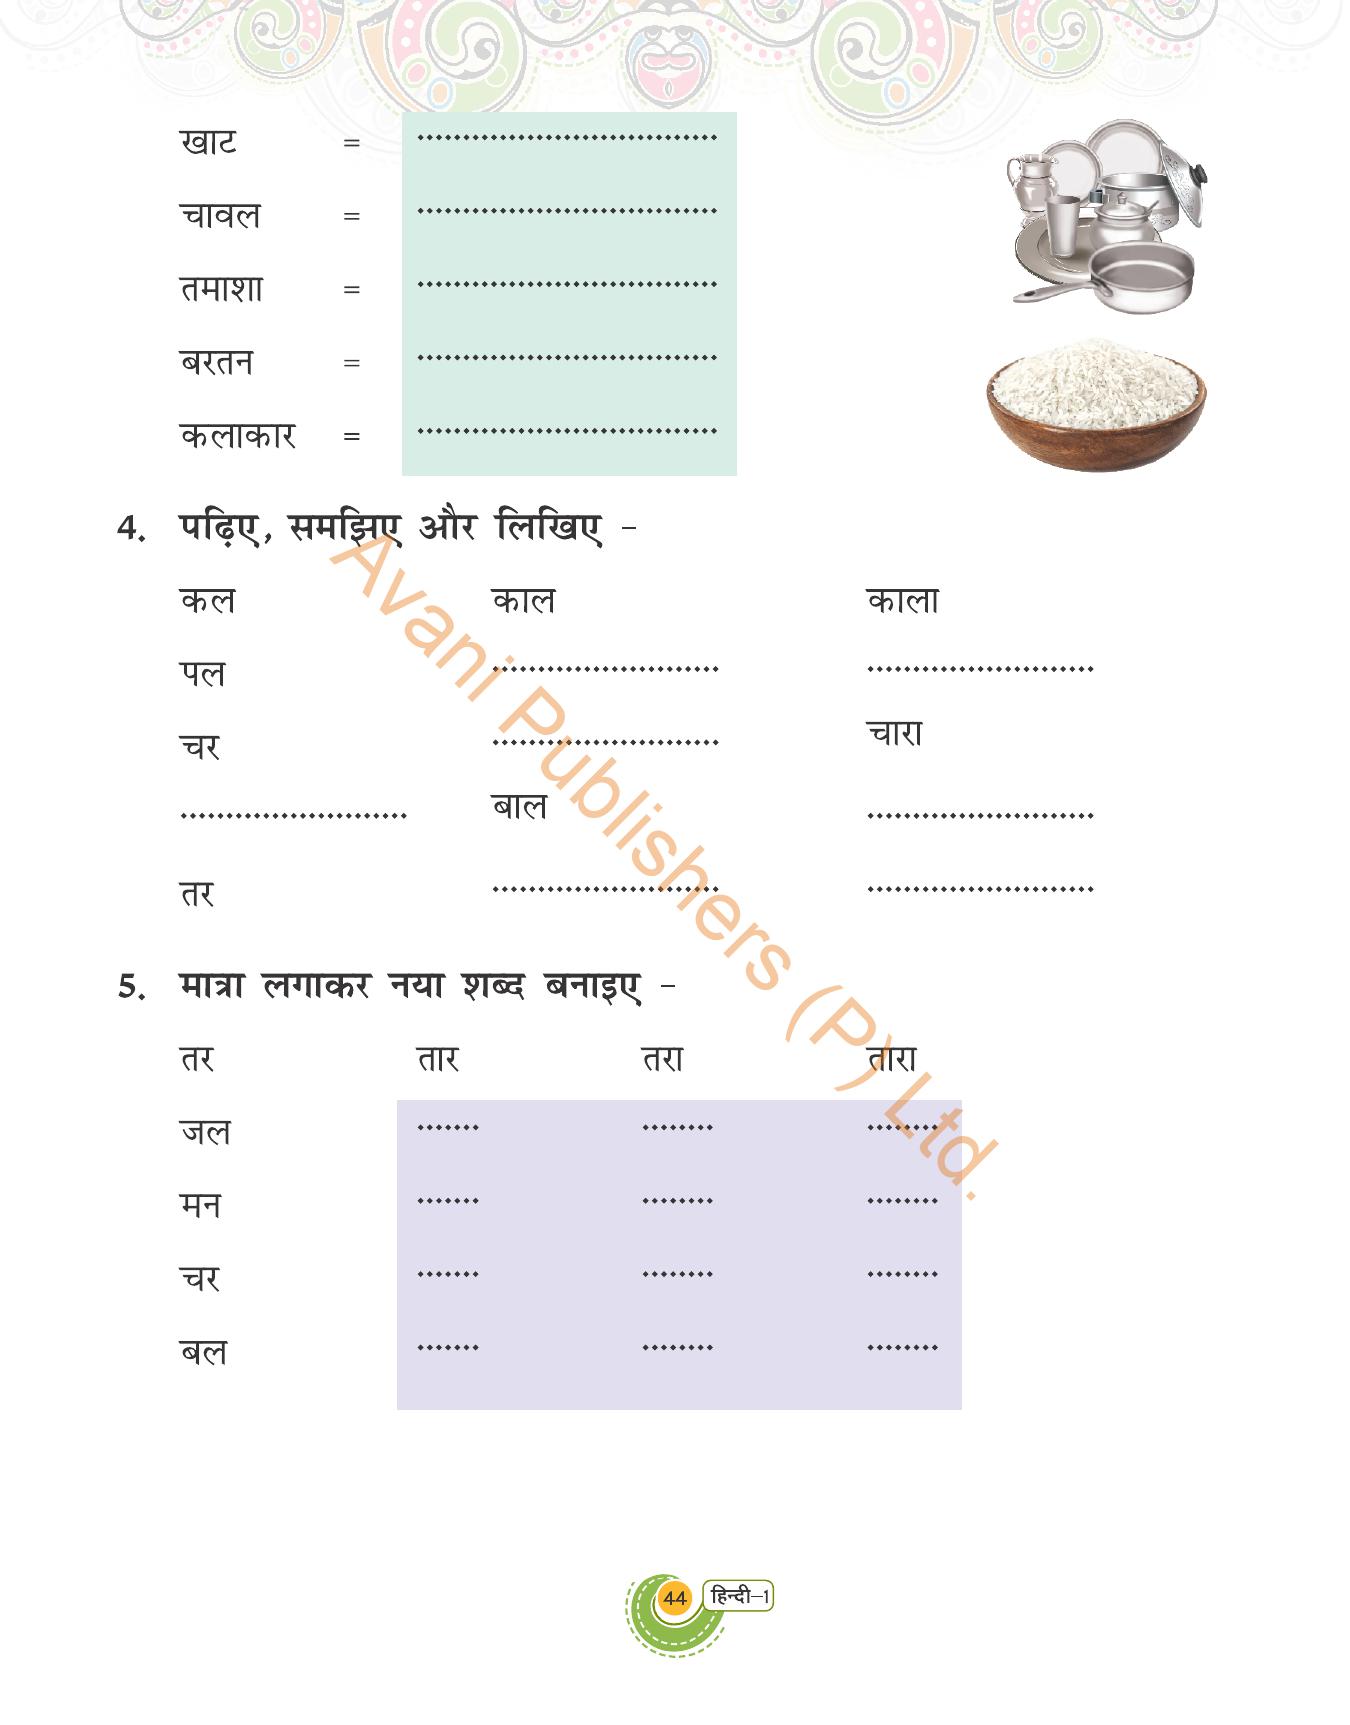 खाट = ..................................
चावल = ..................................
तमाशा = ..................................
बरतन = ..................................
कलाकार = ..................................
4. पढ़िए, समझिए और लिखिए –
कल काल काला
पल .......................... ..........................
चर .......................... चारा
.......................... बाल ..........................
तर .......................... ..........................
5. मात्रा लगाकर नया शब्द बनाइए –
तर तार तरा तारा
जल ....... ........ ........
मन ....... ........ ........
चर ....... ........ ........
बल ....... ........ ........
Avani Publishers (P) Ltd.
44 हिन्दी–1